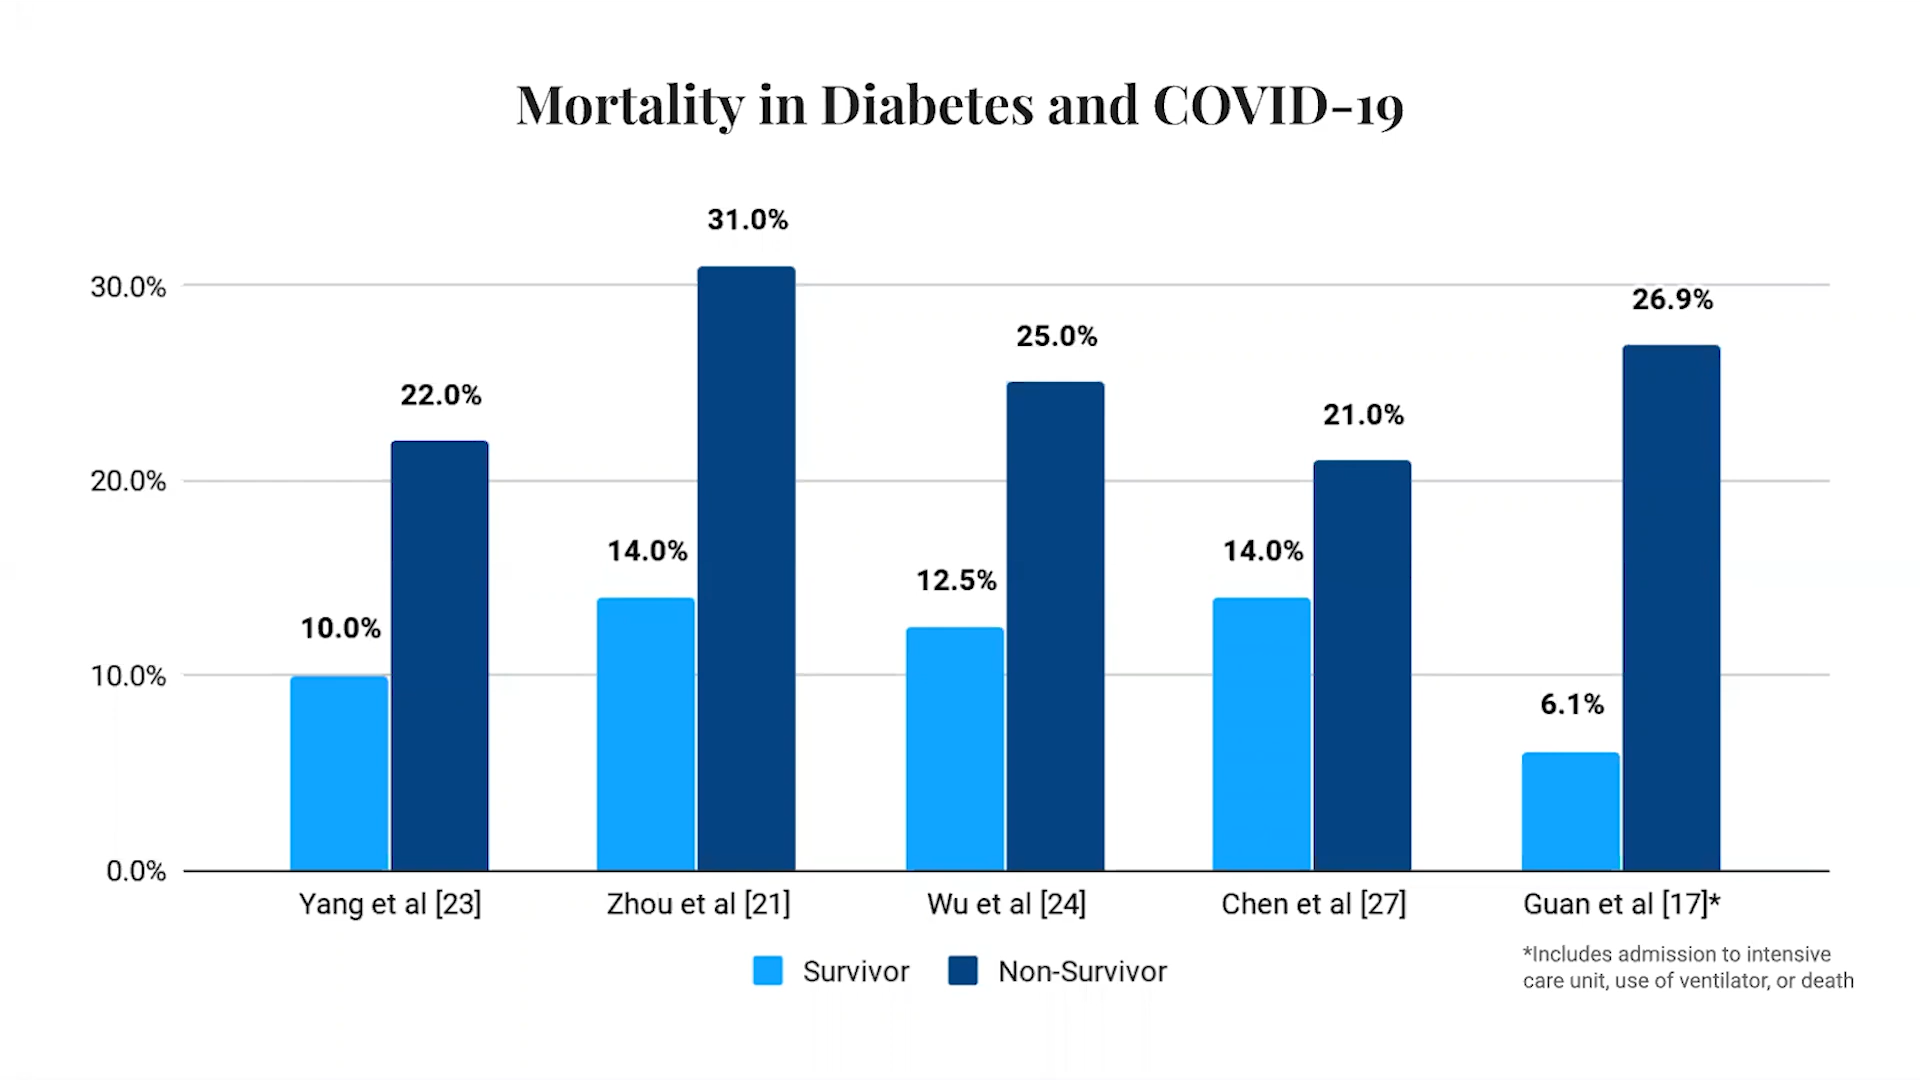 Mortality in Diabetes and COVID-19
31.0%
30.0%
26.9%
25.0%
22.0%
21.0%
20.0%
14.0%
14.0%
12.5%
10.0%
10.0%
6.1%
0.0%
Yang et al [23]
Zhou et al [21]
Wu et al [24]
Chen et al [27]
Guan et al [17]*
Survivor
Non-Survivor
*Includes admission to intensive
care unit, use of ventilator, or death